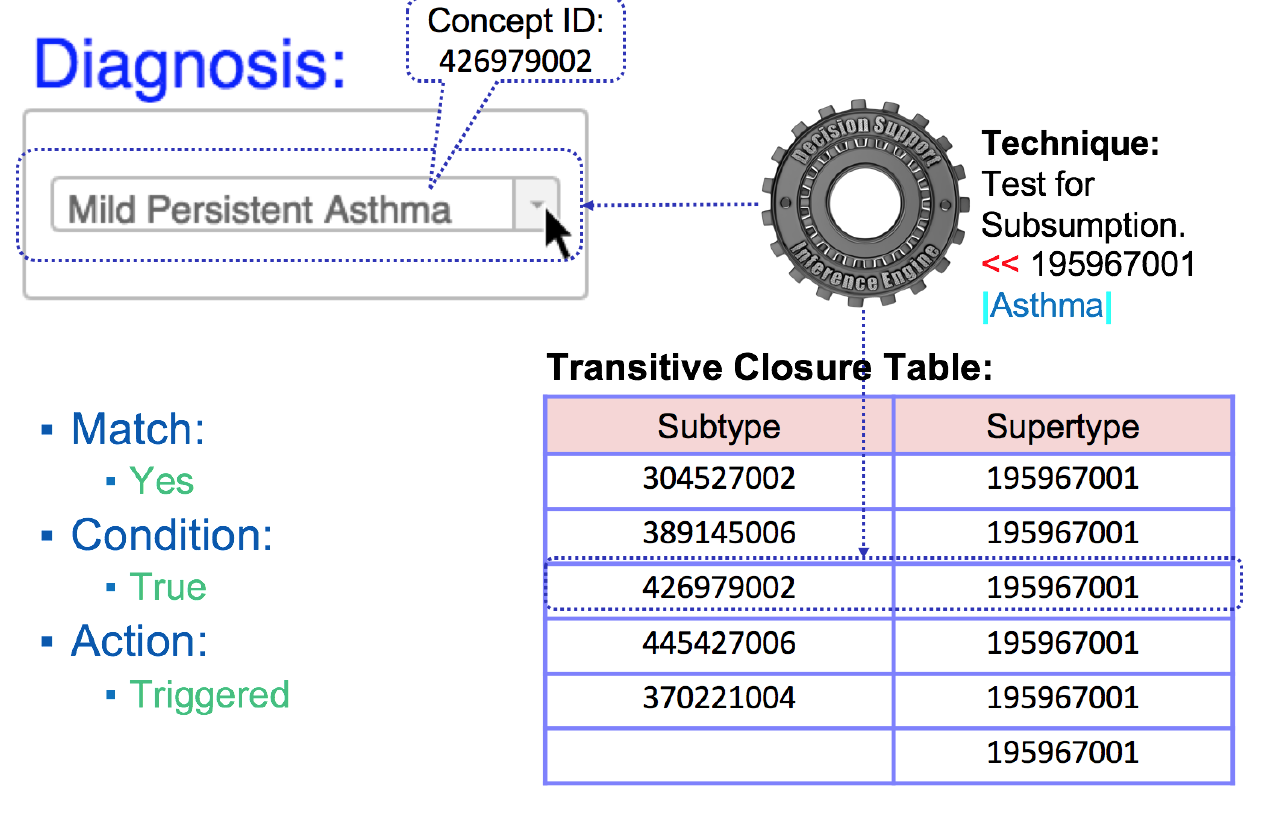 Concept ID:
426979002
Diagnosis:
Mild Persistent Asthma
Decision Support
Inference Engine
Technique:
Test for
Subsumption.
<< 195967001
|Asthma|
▪ Match:
▪ Yes
▪ Condition:
▪ True
▪ Action:
▪ Triggered
Transitive Closure Table:
Subtype Supertype
304527002 195967001
389145006 195967001
426979002 195967001
445427006 195967001
370221004 195967001
195967001